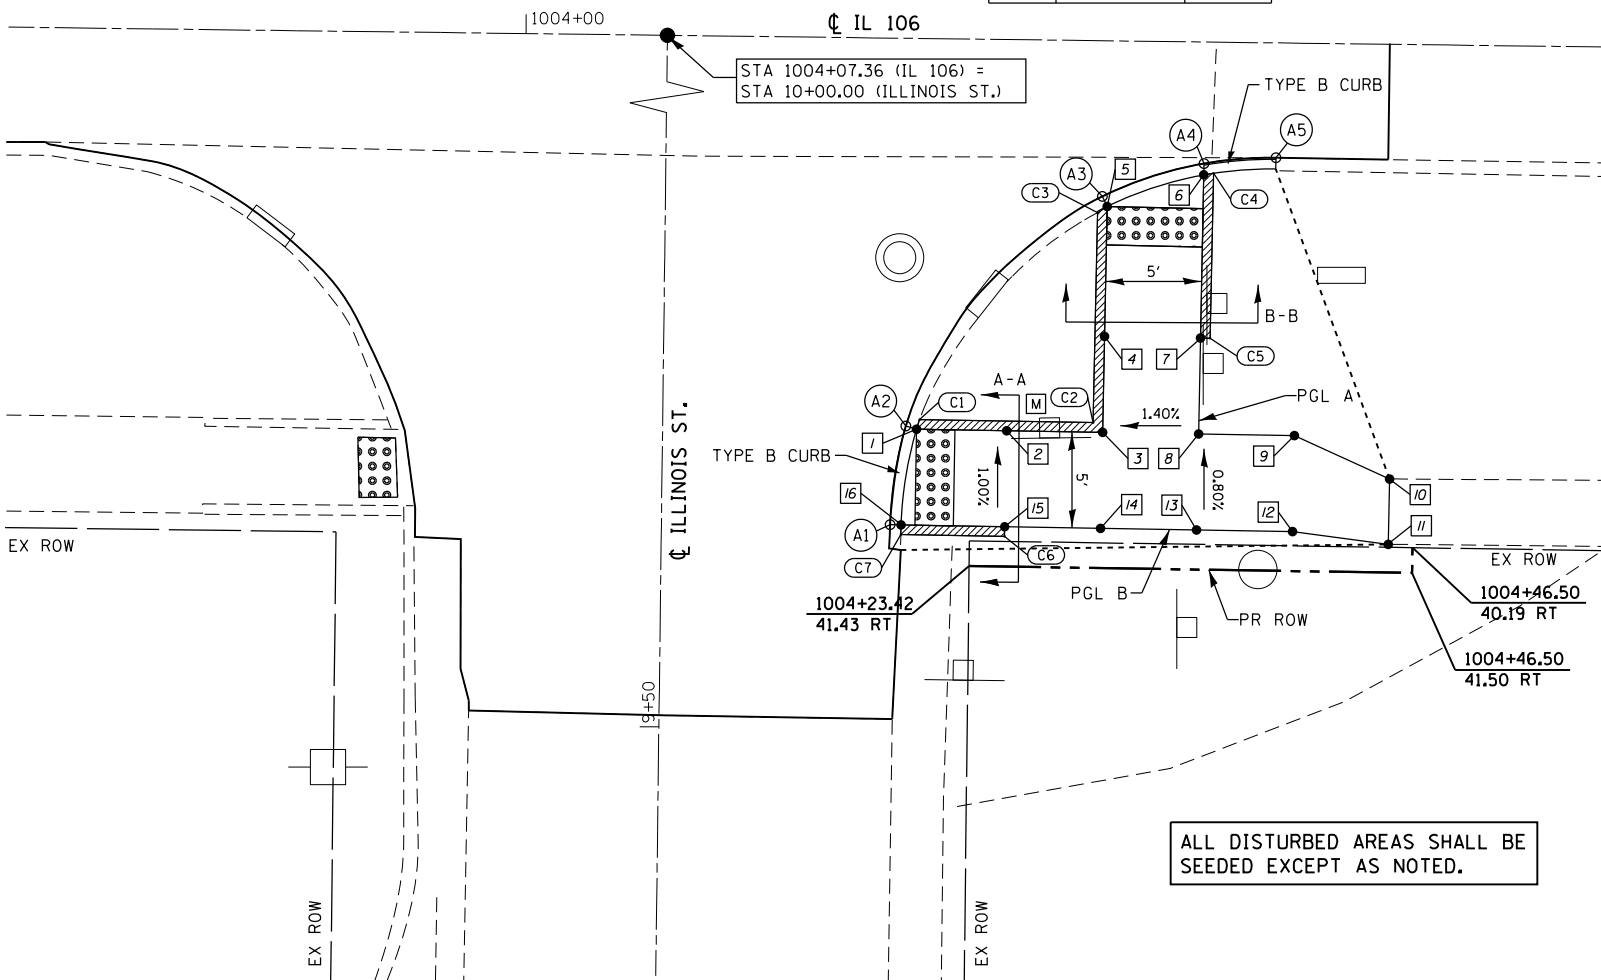 1004+00
℄ IL 106
STA 1004+07.36 (IL 106) =
STA 10+00.00 (ILLINOIS ST.)
TYPE B CURB
A5
A4
A3
5
C3
6
C4
5'
B-B
4
7
C5
A-A
M
C2
PGL A
A2
C1
1.40%
1
2
3
8
9
℄ ILLINOIS ST.
TYPE B CURB
1.00%
5'
0.80%
16
15
14
13
12
10
11
A1
C6
C7
EX ROW
EX ROW
PGL B
PR ROW
1004+23.42
41.43 RT
1004+46.50
40.19 RT
1004+46.50
41.50 RT
9+50
ALL DISTURBED AREAS SHALL BE
SEEDED EXCEPT AS NOTED.
EX ROW
EX ROW